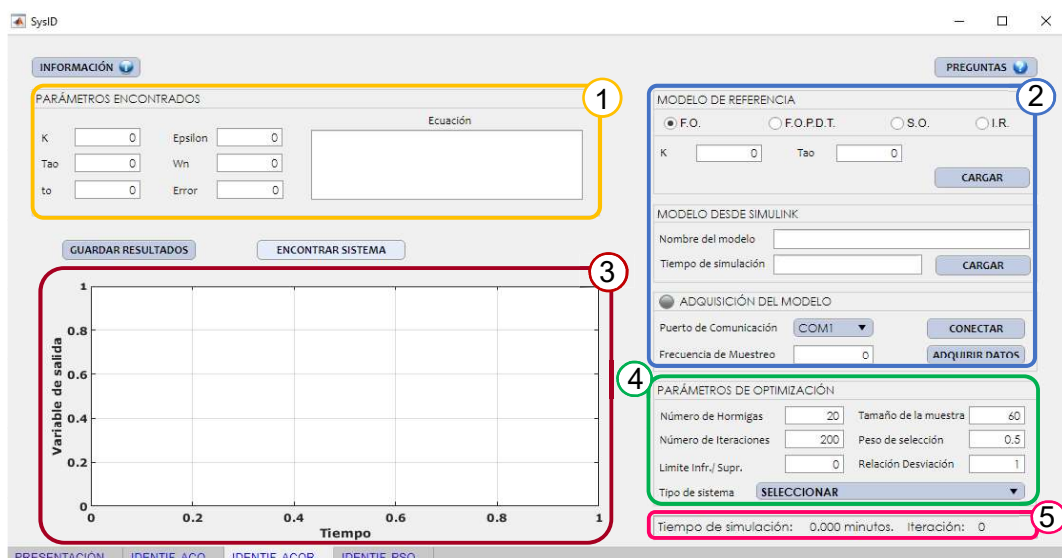 SysID
INFORMACIÓN
PREGUNTAS
PARÁMETROS ENCONTRADOS
1
Ecuación
K 0 Epsilon 0
Tao 0 Wn 0
to 0 Error 0
GUARDAR RESULTADOS
ENCONTRAR SISTEMA
2
MODELO DE REFERENCIA
F.O. F.O.P.D.T. S.O. I.R.
K 0 Tao 0
CARGAR
MODELO DESDE SIMULINK
Nombre del modelo
Tiempo de simulación
CARGAR
ADQUISICIÓN DEL MODELO
Puerto de Comunicación COM1 CONECTAR
Frecuencia de Muestreo 0 ADQUIRIR DATOS
3
1
0.8
0.6
0.4
0.2
0
Variable de salida
0 0.2 0.4 0.6 0.8 1
Tiempo
4
PARÁMETROS DE OPTIMIZACIÓN
Número de Hormigas 20 Tamaño de la muestra 60
Número de Iteraciones 200 Peso de selección 0.5
Limite Infr./ Supr. 0 Relación Desviación 1
Tipo de sistema SELECCIONAR
5
Tiempo de simulación: 0.000 minutos. Iteración: 0
PRESENTACIÓN IDENTIF. ACO IDENTIF. ACOR IDENTIF. PSO